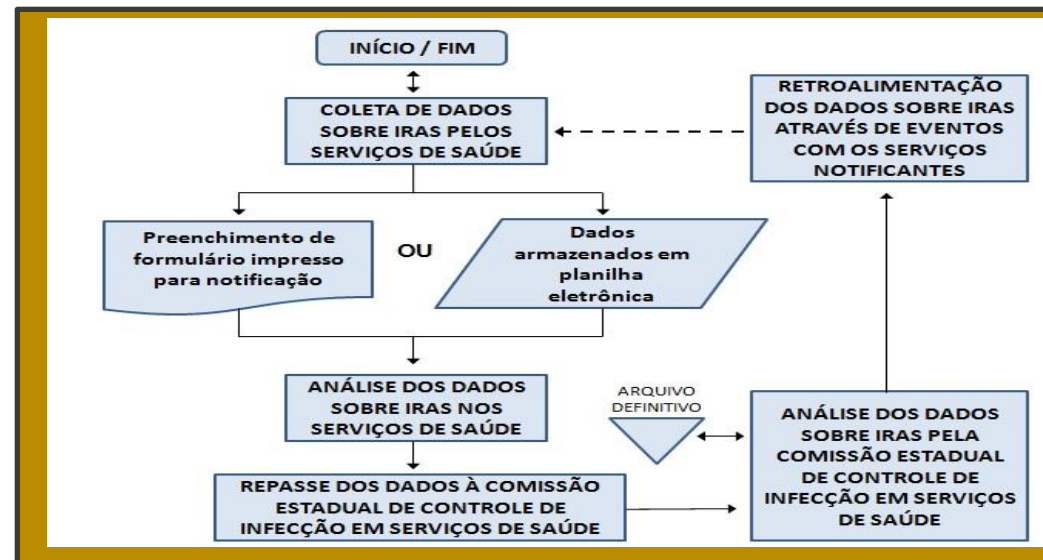 INÍCIO / FIM
COLETA DE DADOS
SOBRE IRAS PELOS
SERVIÇOS DE SAÚDE
RETROALIMENTAÇÃO
DOS DADOS SOBRE IRAS
ATRAVÉS DE EVENTOS
COM OS SERVIÇOS
NOTIFICANTES
Preenchimento de
formulário impresso
para notificação
OU
Dados
armazenados em
planilha
eletrônica
ANÁLISE DOS DADOS
SOBRE IRAS NOS
SERVIÇOS DE SAÚDE
ARQUIVO
DEFINITIVO
ANÁLISE DOS DADOS
SOBRE IRAS PELA
COMISSÃO ESTADUAL
DE CONTROLE DE
INFECÇÃO EM SERVIÇOS
DE SAÚDE
REPASSE DOS DADOS À COMISSÃO
ESTADUAL DE CONTROLE DE
INFECÇÃO EM SERVIÇOS DE SAÚDE